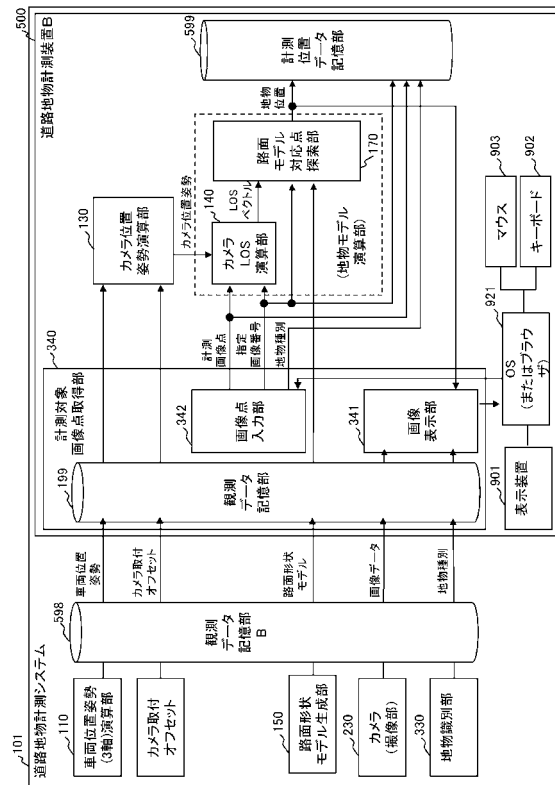 101
道路地物計測システム
500
道路地物計測装置B
110
車両位置姿勢
(3軸)演算部
カメラ取付
オフセット
150
路面形状
モデル生成部
230
カメラ
(撮像部)
330
地物識別部
598
観測
データ
記憶部
B
車両位置
姿勢
カメラ取付
オフセット
路面形状
モデル
画像データ
地物種別
340
計測対象
画像点取得部
199
観測
データ
記憶部
342
画像点
入力部
341
画像
表示部
計測
画像点
指定
画像番号
地物種別
130
カメラ位置
姿勢演算部
カメラ位置姿勢
140
カメラ
LOS
演算部
LOS
ベクトル
(地物モデル
演算部)
路面
モデル
対応点
探索部
170
地物
位置
599
計測
位置
データ
記憶部
901
表示装置
921
OS
(またはブラウ
ザ)
903
マウス
902
キーボード